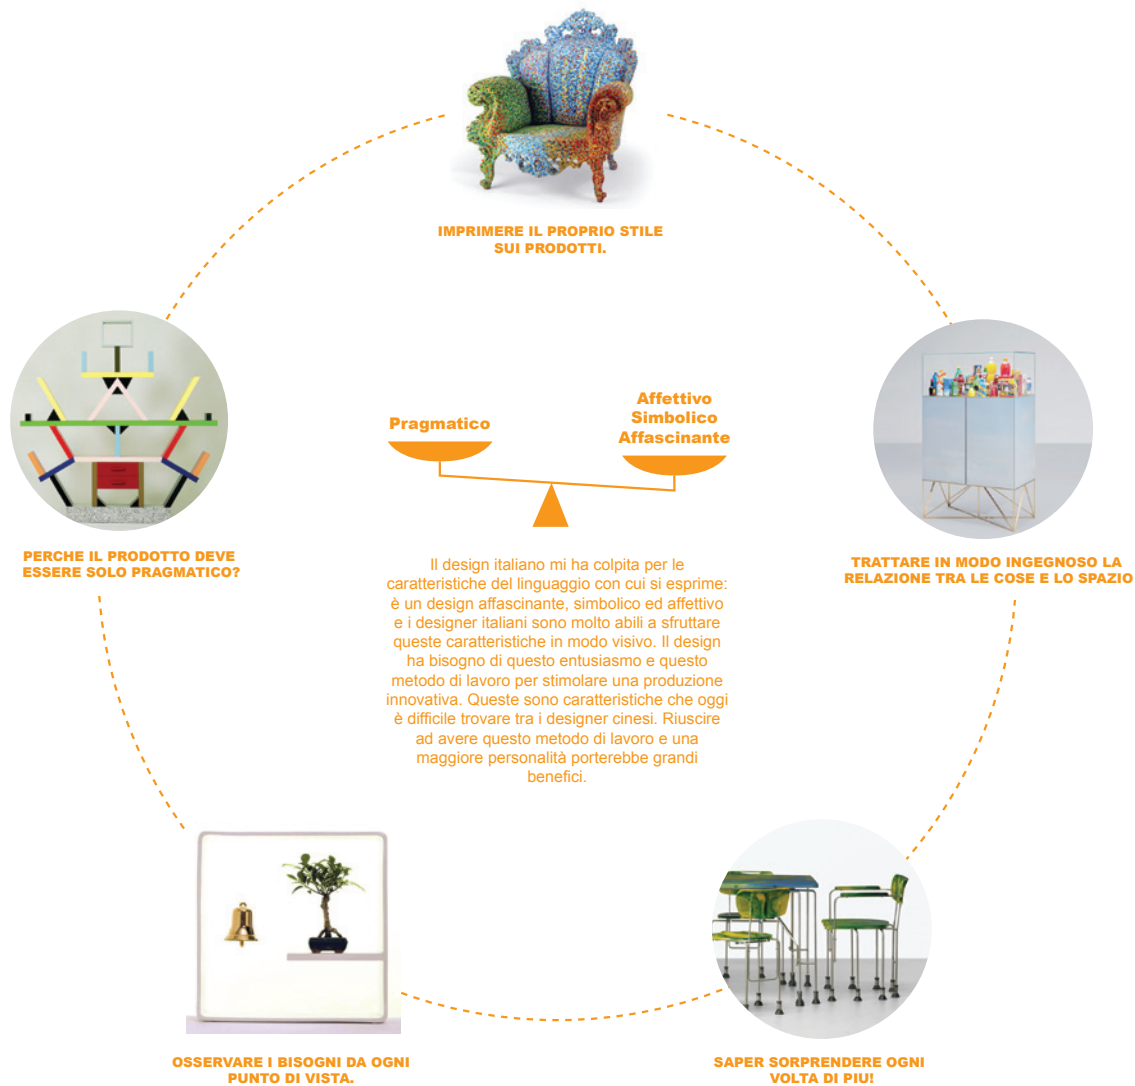 IMPRIMERE IL PROPRIO STILE
SUI PRODOTTI.
Pragmatico
Affettivo
Simbolico
Affascinante
PERCHE IL PRODOTTO DEVE
ESSERE SOLO PRAGMATICO?
TRATTARE IN MODO INGEGNOSO LA
RELAZIONE TRA LE COSE E LO SPAZIO
Il design italiano mi ha colpita per le
caratteristiche del linguaggio con cui si esprime:
è un design affascinante, simbolico ed affettivo
e i designer italiani sono molto abili a sfruttare
queste caratteristiche in modo visivo. Il design
ha bisogno di questo entusiasmo e questo
metodo di lavoro per stimolare una produzione
innovativa. Queste sono caratteristiche che oggi
è difficile trovare tra i designer cinesi. Riuscire
ad avere questo metodo di lavoro e una
maggiore personalità porterebbe grandi
benefici.
OSSERVARE I BISOGNI DA OGNI
PUNTO DI VISTA.
SAPER SORPRENDERE OGNI
VOLTA DI PIU!